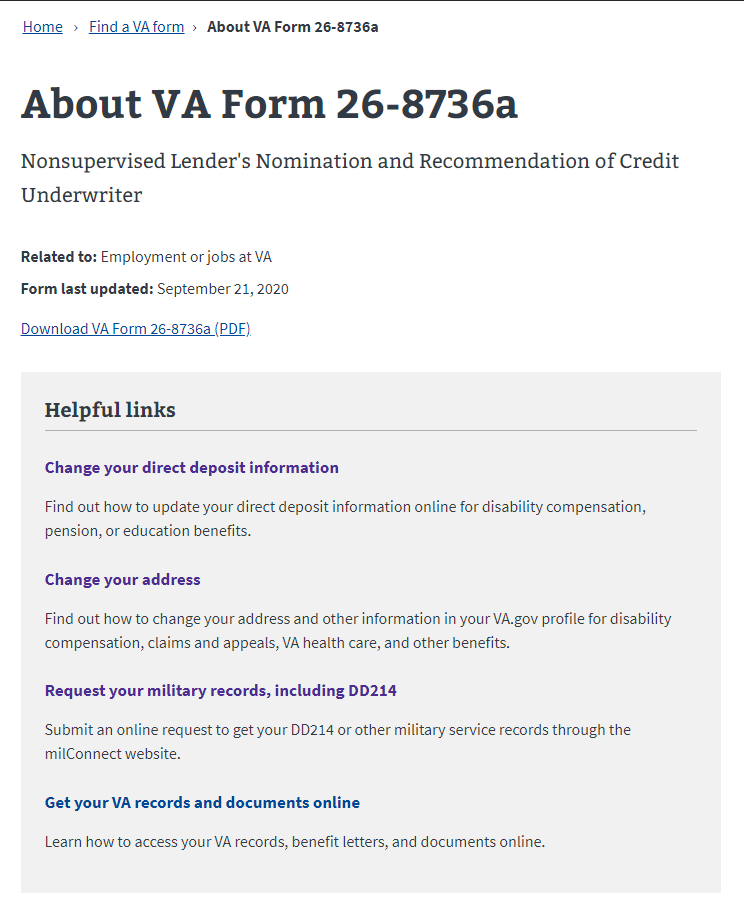 Home › Find a VA form › About VA Form 26-8736a
About VA Form 26-8736a
Nonsupervised Lender's Nomination and Recommendation of Credit
Underwriter
Related to: Employment or jobs at VA
Form last updated: September 21, 2020
Download VA Form 26-8736a (PDF)
Helpful links
Change your direct deposit information
Find out how to update your direct deposit information online for disability compensation,
pension, or education benefits.
Change your address
Find out how to change your address and other information in your VA.gov profile for disability
compensation, claims and appeals, VA health care, and other benefits.
Request your military records, including DD214
Submit an online request to get your DD214 or other military service records through the
milConnect website.
Get your VA records and documents online
Learn how to access your VA records, benefit letters, and documents online.